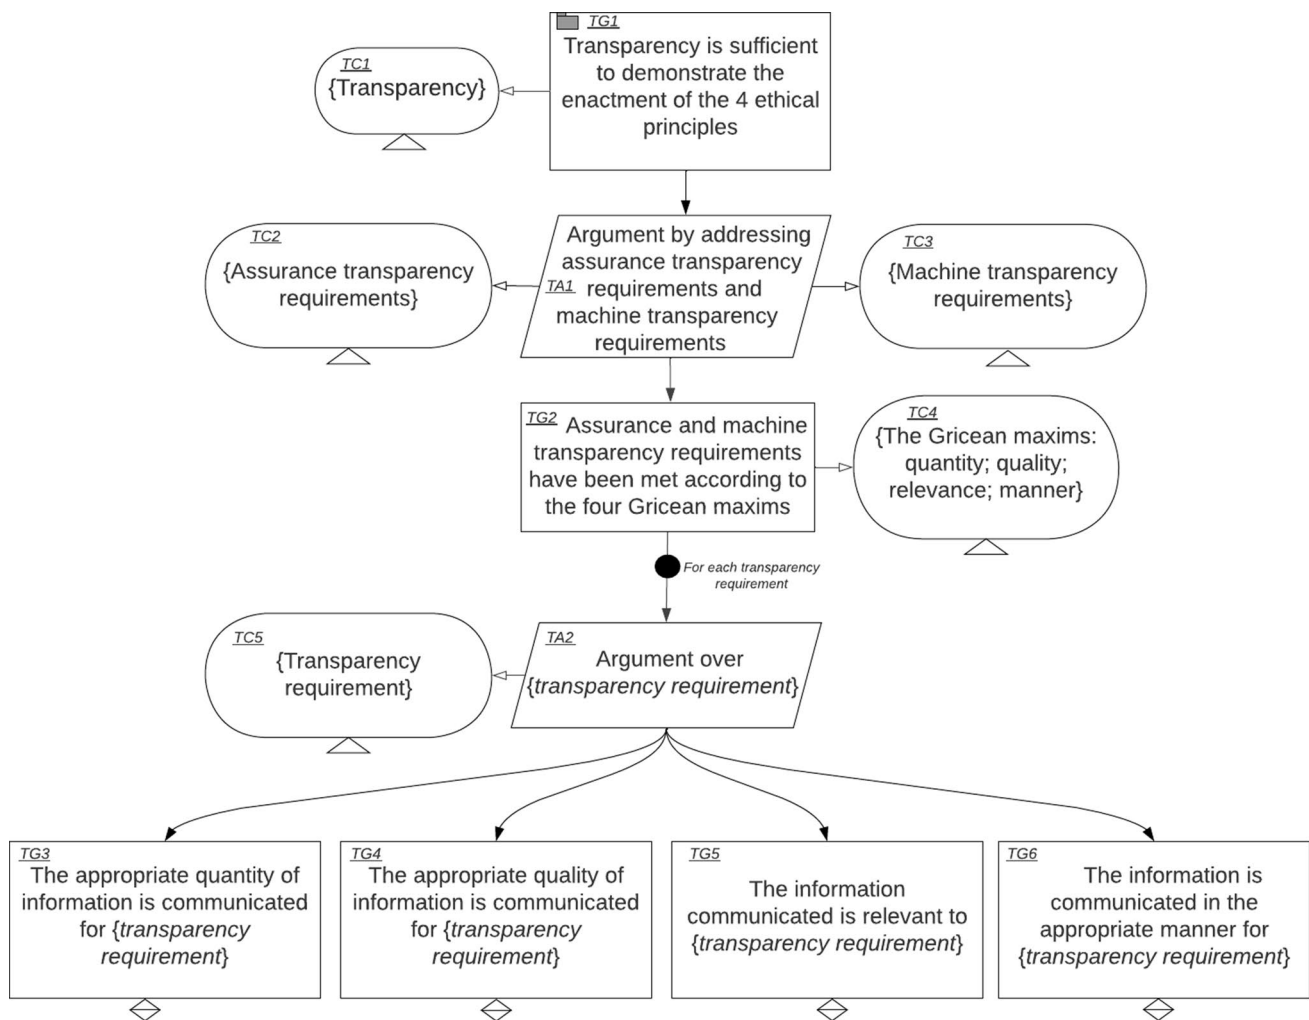 TG1
Transparency is sufficient
to demonstrate the
enactment of the 4 ethical
principles
TC1
{Transparency}
TC2
{Assurance transparency
requirements}
Argument by addressing
assurance transparency
TA1 requirements and
machine transparency
requirements
TC3
{Machine transparency
requirements}
TG2 Assurance and machine
transparency requirements
have been met according to
the four Gricean maxims
TC4
{The Gricean maxims:
quantity; quality;
relevance; manner}
For each transparency
requirement
TC5
{Transparency
requirement}
TA2
Argument over
{transparency requirement}
TG3
The appropriate quantity of
information is communicated
for {transparency
requirement}
TG4
The appropriate quality of
information is communicated
for {transparency
requirement}
TG5
The information
communicated is relevant to
{transparency requirement}
TG6
The information is
communicated in the
appropriate manner for
{transparency requirement}